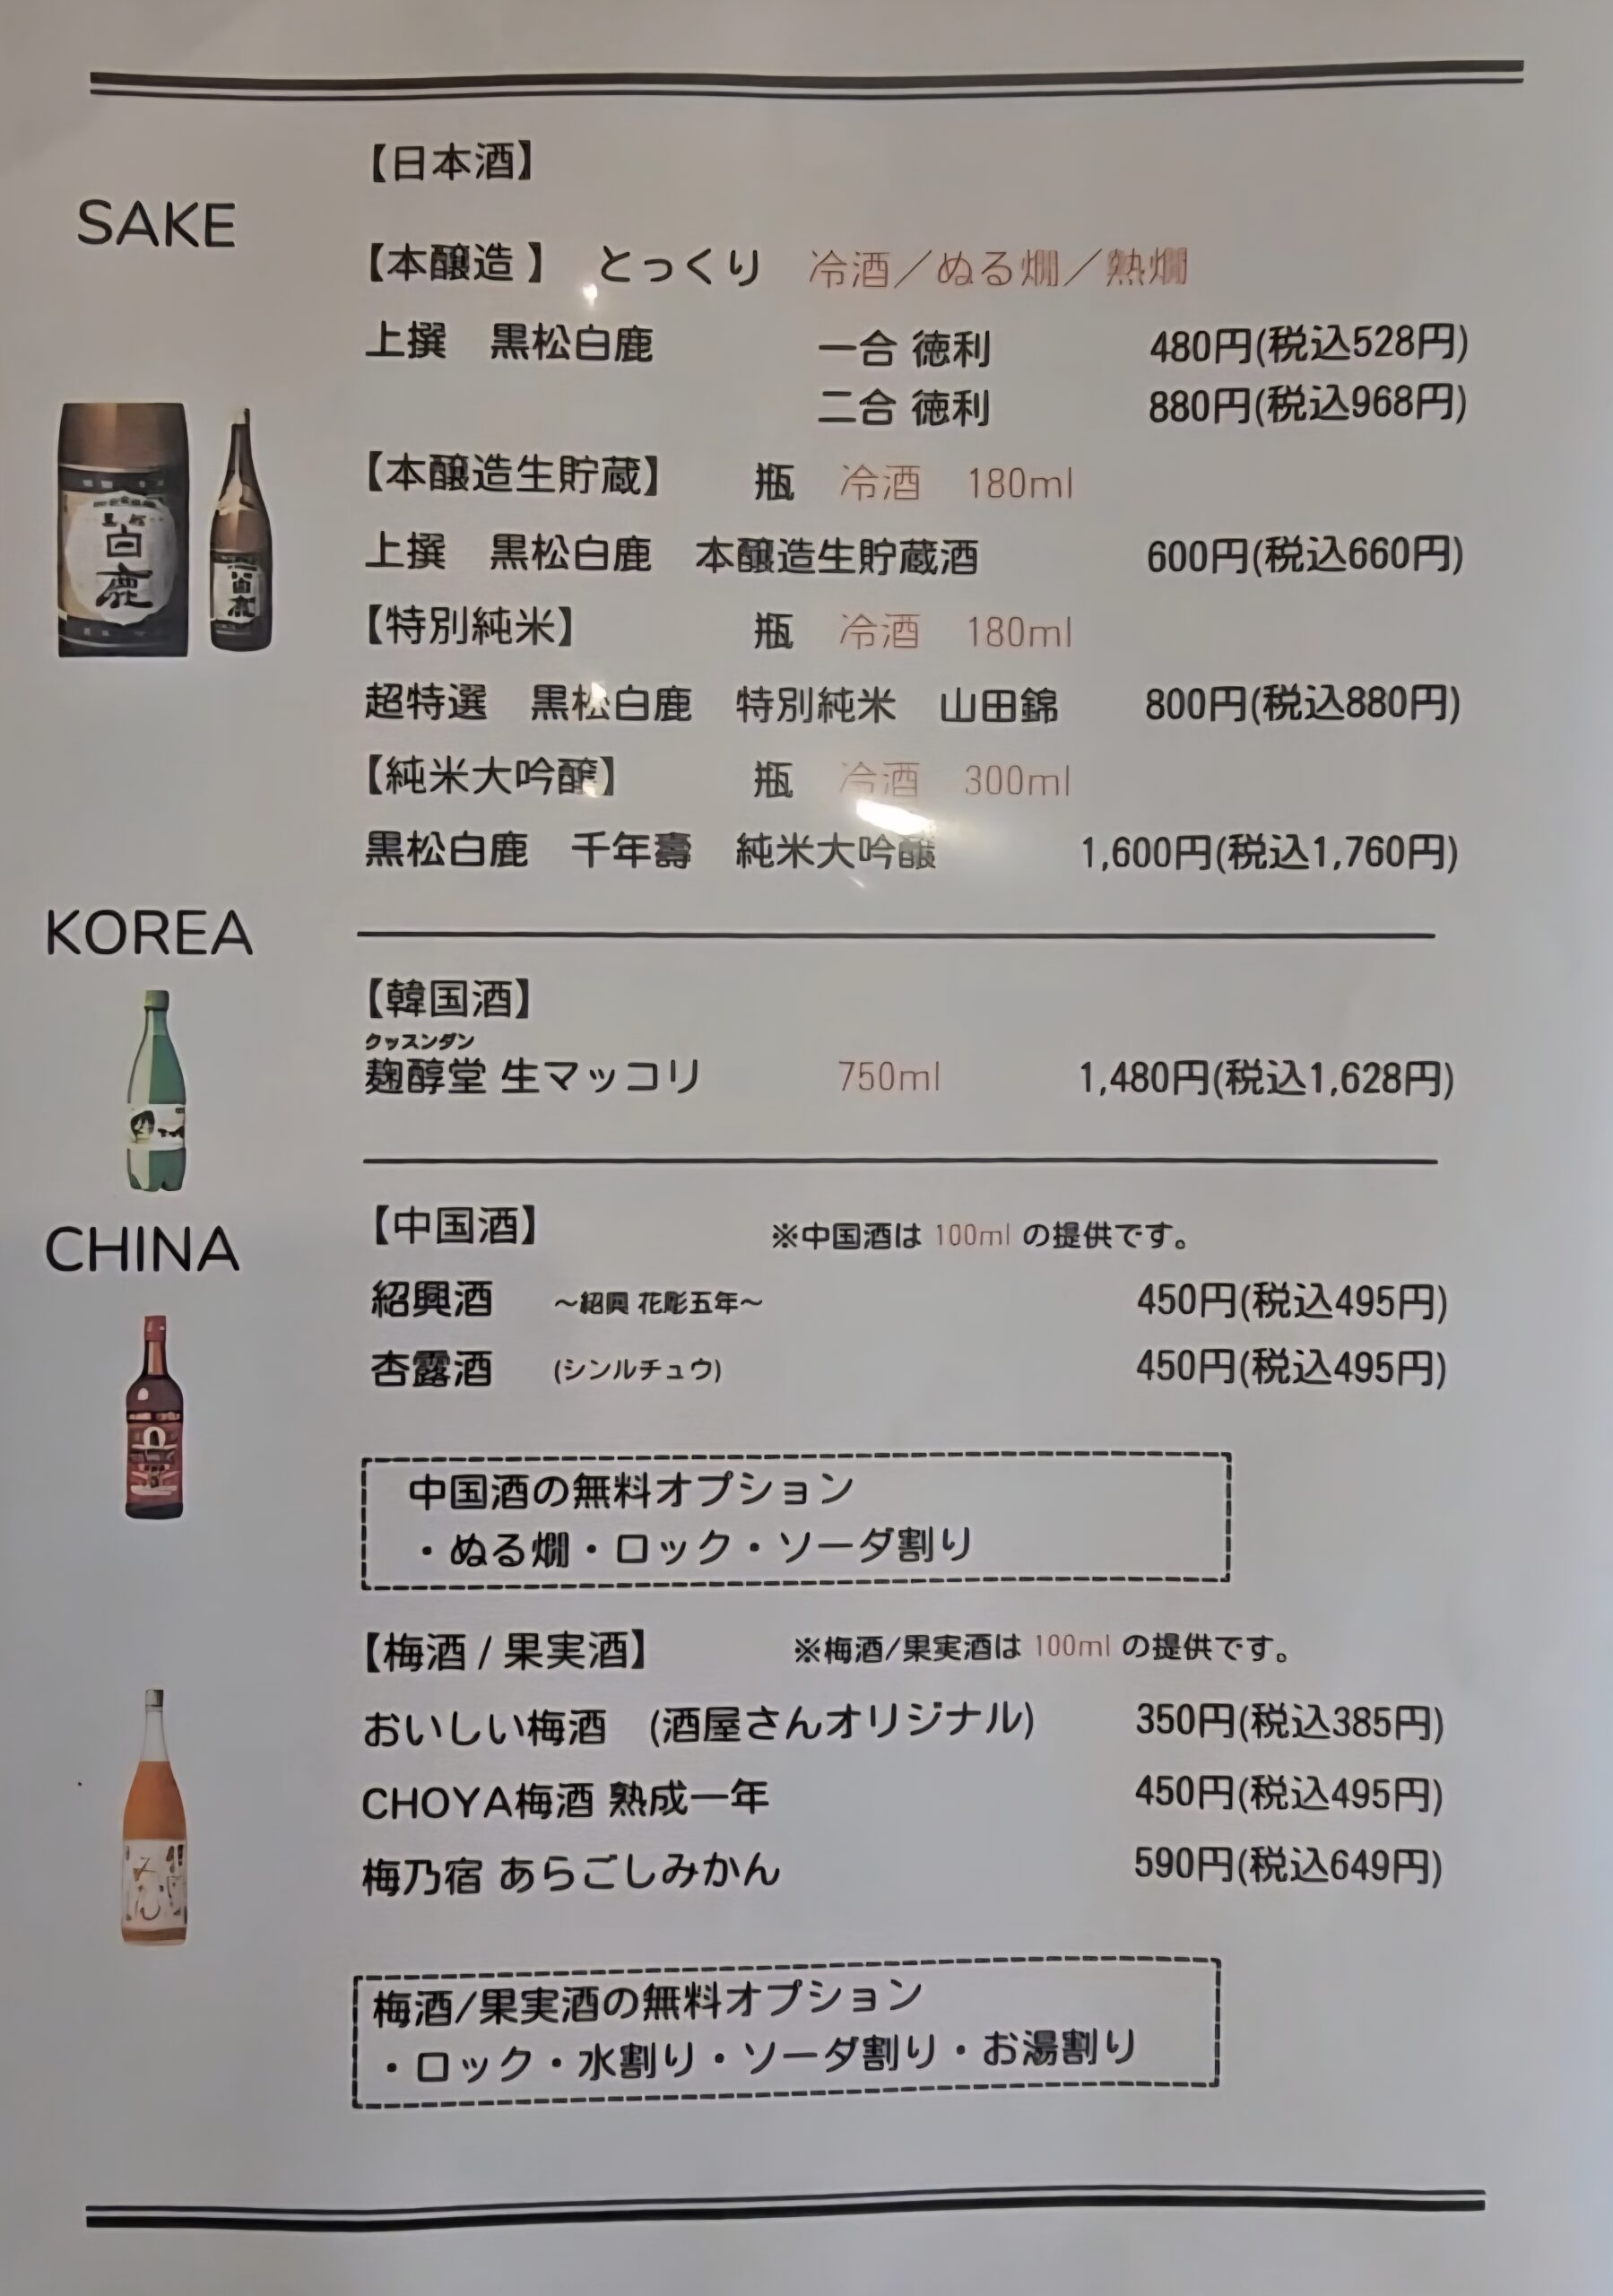 【日本酒】
SAKE
【本醸造】 とっくり 冷酒／ぬる燗／熱燗
上撰 黒松白鹿 一合 徳利 480円(税込528円)
二合 徳利 880円(税込968円)
【本醸造生貯蔵】 瓶 冷酒 180ml
上撰 黒松白鹿 本醸造生貯蔵酒 600円(税込660円)
白鹿
白鹿
【特別純米】 瓶 冷酒 180ml
超特選 黒松白鹿 特別純米 山田錦 800円(税込880円)
【純米大吟醸】 瓶 冷酒 300ml
黒松白鹿 千年壽 純米大吟醸 1,600円(税込1,760円)
KOREA
【韓国酒】
クッスンダン
麹醇堂 生マッコリ 750ml 1,480円(税込1,628円)
CHINA
【中国酒】 ※中国酒は 100ml の提供です。
紹興酒 〜紹興 花彫五年〜 450円(税込495円)
杏露酒 (シンルチュウ) 450円(税込495円)
中国酒の無料オプション
・ぬる燗・ロック・ソーダ割り
【梅酒 / 果実酒】 ※梅酒/果実酒は 100ml の提供です。
おいしい梅酒 (酒屋さんオリジナル) 350円(税込385円)
CHOYA梅酒 熟成一年 450円(税込495円)
梅乃宿 あらごしみかん 590円(税込649円)
梅酒/果実酒の無料オプション
・ロック・水割り・ソーダ割り・お湯割り